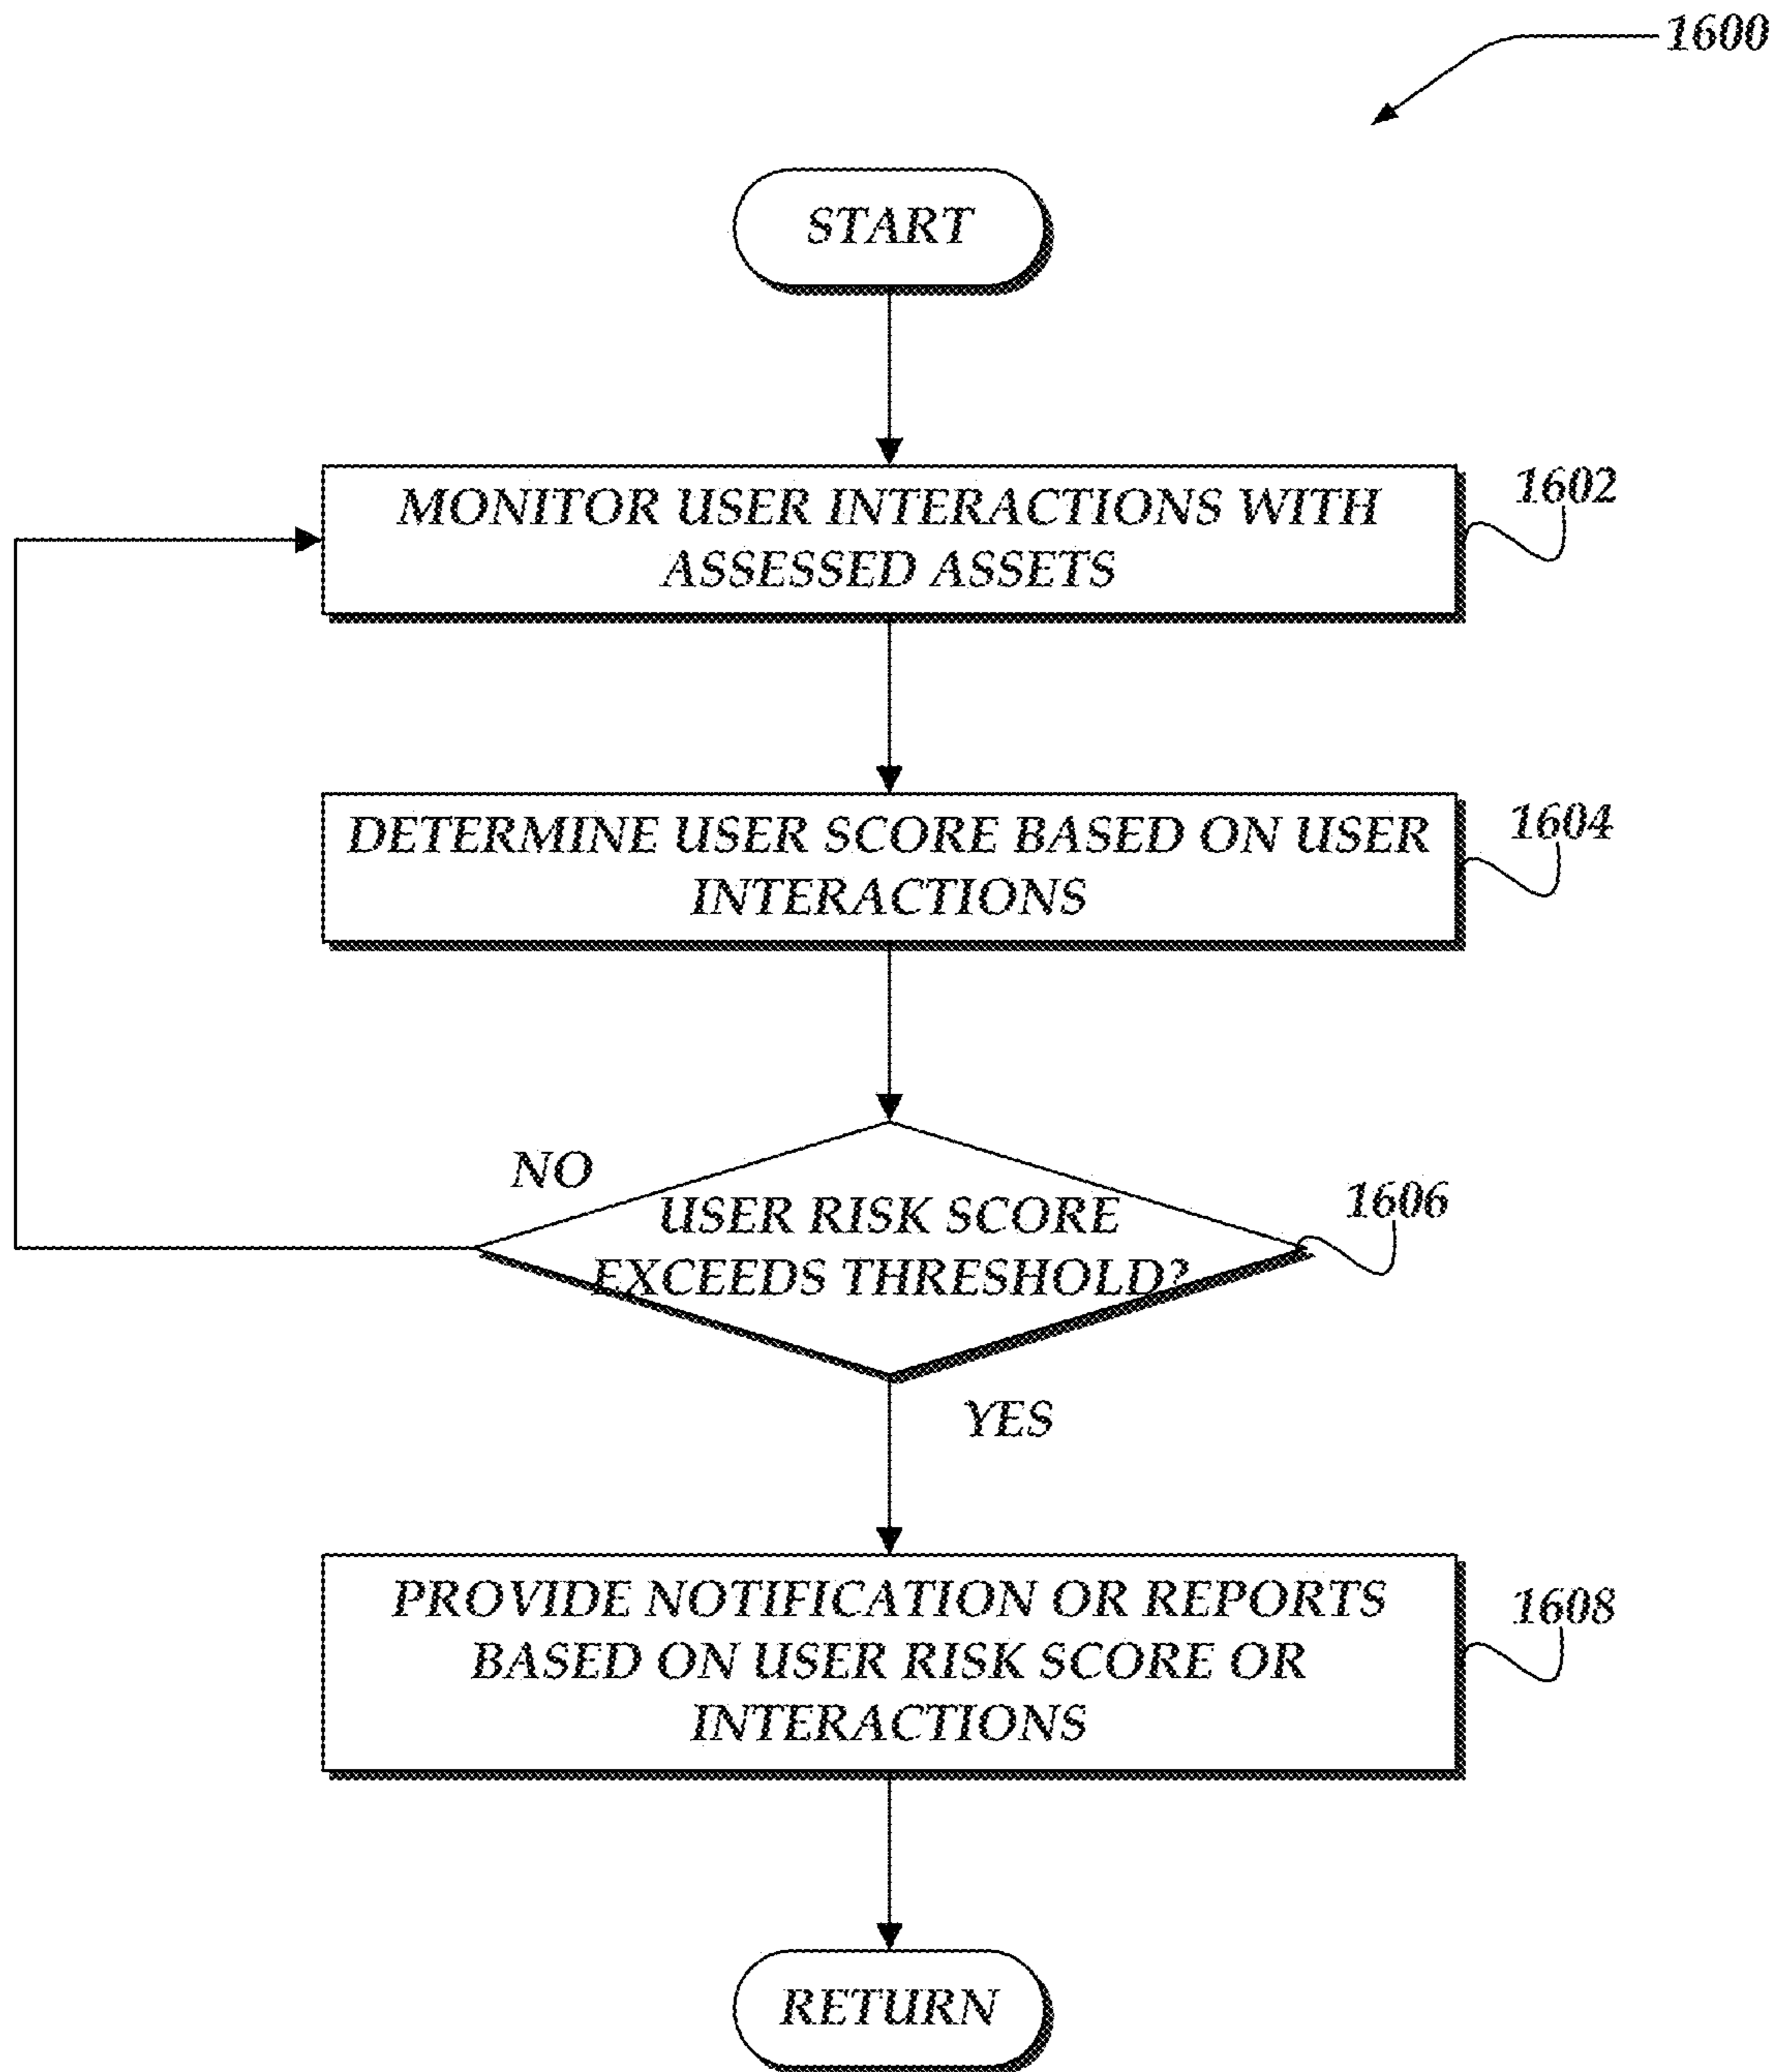 1600
START
MONITOR USER INTERACTIONS WITH
ASSESSED ASSETS
1602
DETERMINE USER SCORE BASED ON USER
INTERACTIONS
1604
NO
USER RISK SCORE
EXCEEDS THRESHOLD?
1606
YES
PROVIDE NOTIFICATION OR REPORTS
BASED ON USER RISK SCORE OR
INTERACTIONS
1608
RETURN